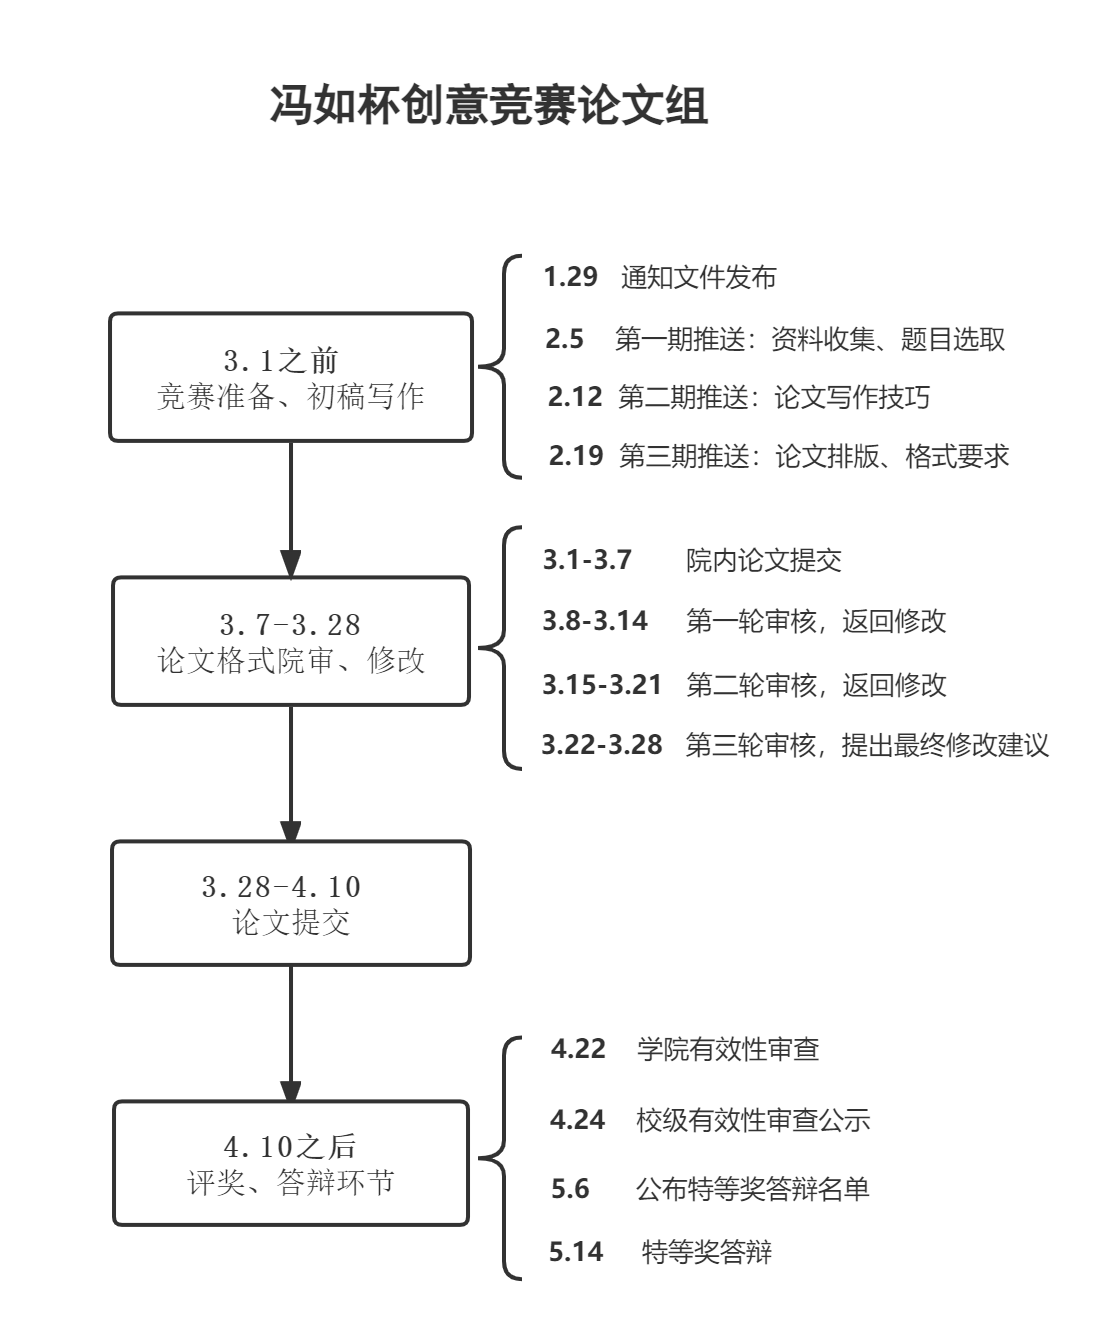 冯如杯创意竞赛论文组
3.1之前
竞赛准备、初稿写作
1.29 通知文件发布
2.5 第一期推送：资料收集、题目选取
2.12 第二期推送：论文写作技巧
2.19 第三期推送：论文排版、格式要求
3.7-3.28
论文格式院审、修改
3.1-3.7 院内论文提交
3.8-3.14 第一轮审核，返回修改
3.15-3.21 第二轮审核，返回修改
3.22-3.28 第三轮审核，提出最终修改建议
3.28-4.10
论文提交
4.10之后
评奖、答辩环节
4.22 学院有效性审查
4.24 校级有效性审查公示
5.6 公布特等奖答辩名单
5.14 特等奖答辩